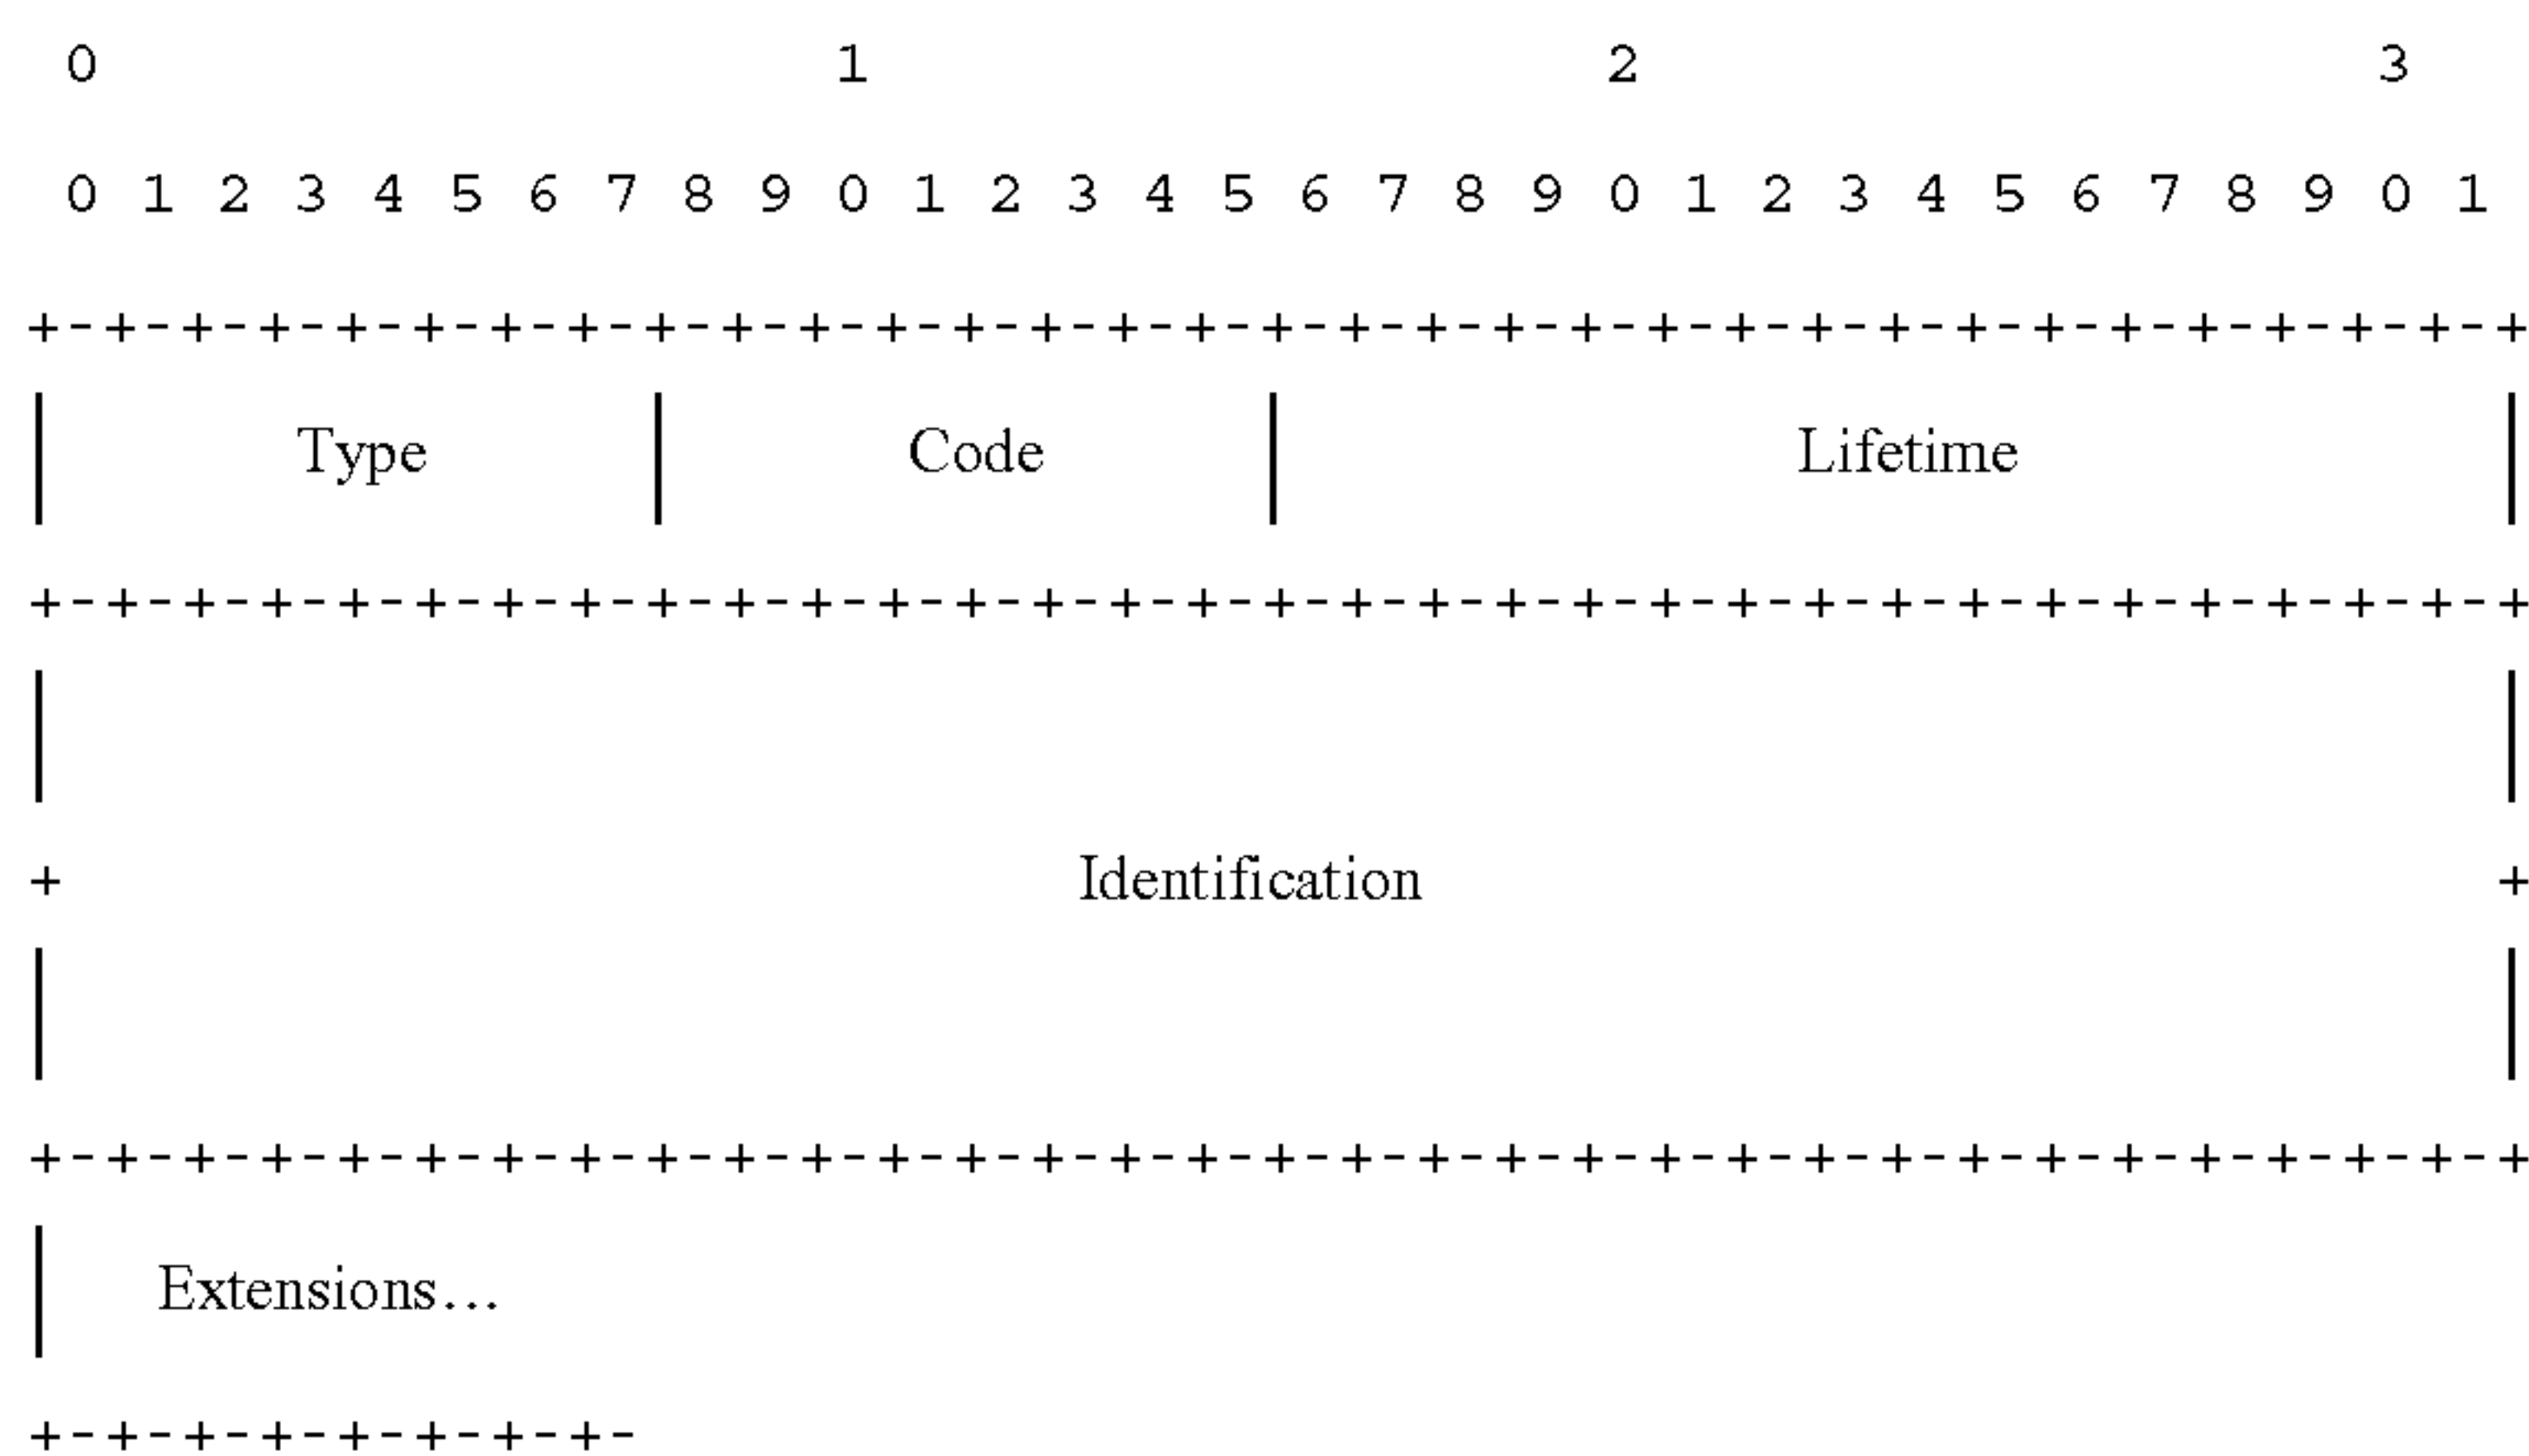 0 1 2 3
0 1 2 3 4 5 6 7 8 9 0 1 2 3 4 5 6 7 8 9 0 1 2 3 4 5 6 7 8 9 0 1
+-+-+-+-+-+-+-+-+-+-+-+-+-+-+-+-+-+-+-+-+-+-+-+-+-+-+-+-+-+-+-+-+
| Type | Code | Lifetime |
+-+-+-+-+-+-+-+-+-+-+-+-+-+-+-+-+-+-+-+-+-+-+-+-+-+-+-+-+-+-+-+-+
| |
+ Identification +
| |
+-+-+-+-+-+-+-+-+-+-+-+-+-+-+-+-+-+-+-+-+-+-+-+-+-+-+-+-+-+-+-+-+
| Extensions...
+-+-+-+-+-+-+-+-